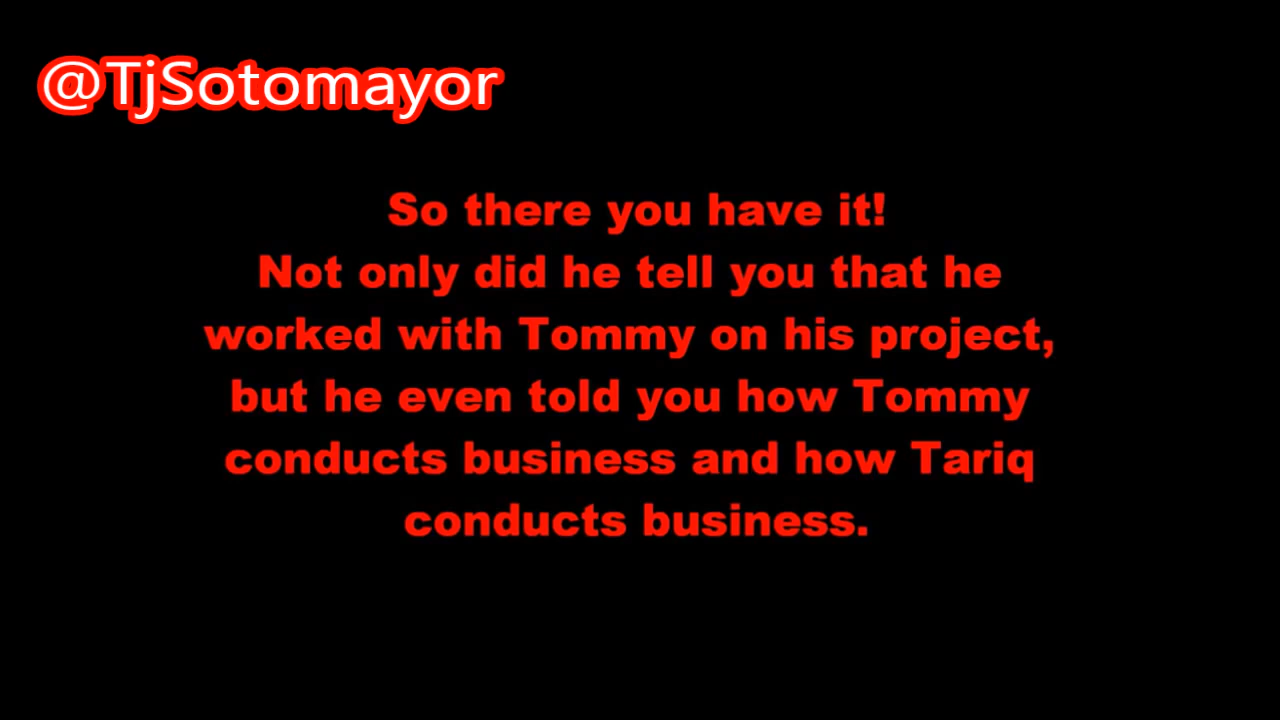 @TjSotomayor
So there you have it!
Not only did he tell you that he
worked with Tommy on his project,
but he even told you how Tommy
conducts business and how Tariq
conducts business.